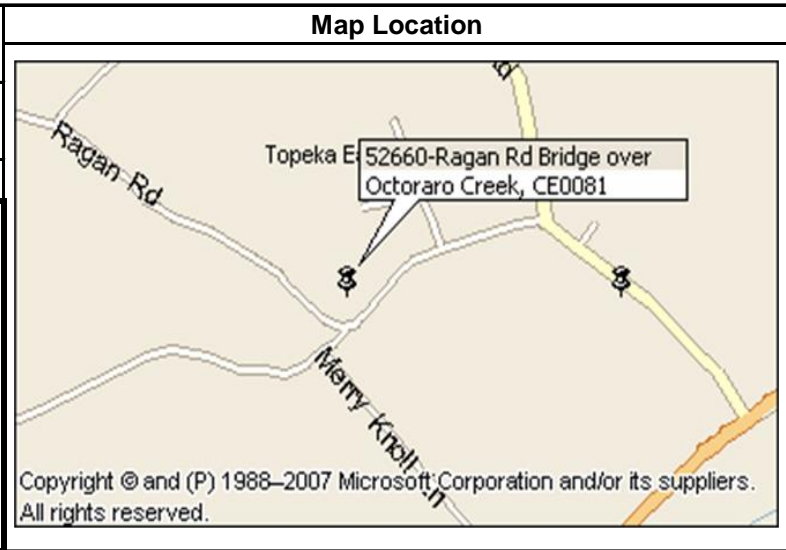 Map Location
Ragan Rd
Topeka
52660-Ragan Rd Bridge over
Octoraro Creek, CE0081
Merry Knoll Ln
Copyright © and (P) 1988–2007 Microsoft Corporation and/or its suppliers.
All rights reserved.